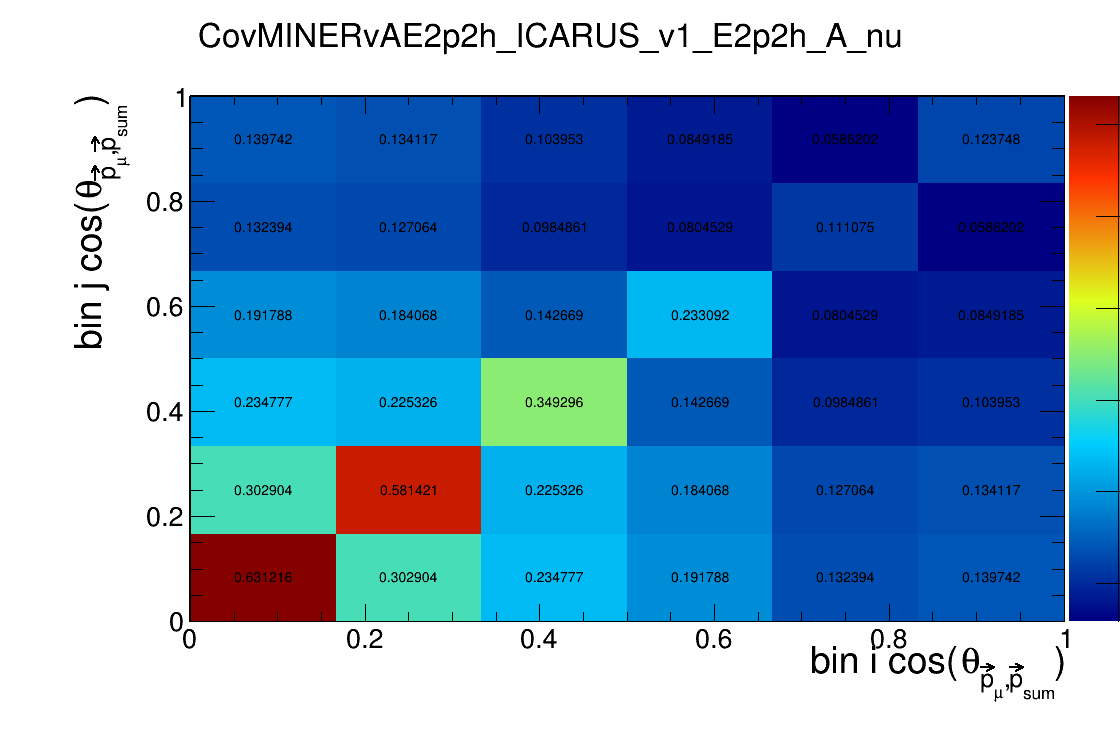 CovMINERvAE2p2h_ICARUS_v1_E2p2h_A_nu
bin j cos(θ p⃗μ,p⃗sum )
1
0.8
0.6
0.4
0.2
0
0.139742 0.134117 0.103953 0.0849185 0.0586202 0.123748
0.132394 0.127064 0.0984861 0.0804529 0.111075 0.0586202
0.191788 0.184068 0.142669 0.233092 0.0804529 0.0849185
0.234777 0.225326 0.349296 0.142669 0.0984861 0.103953
0.302904 0.581421 0.225326 0.184068 0.127064 0.134117
0.631216 0.302904 0.234777 0.191788 0.132394 0.139742
0 0.2 0.4 0.6 0.8 1
bin i cos(θ p⃗μ,p⃗sum )